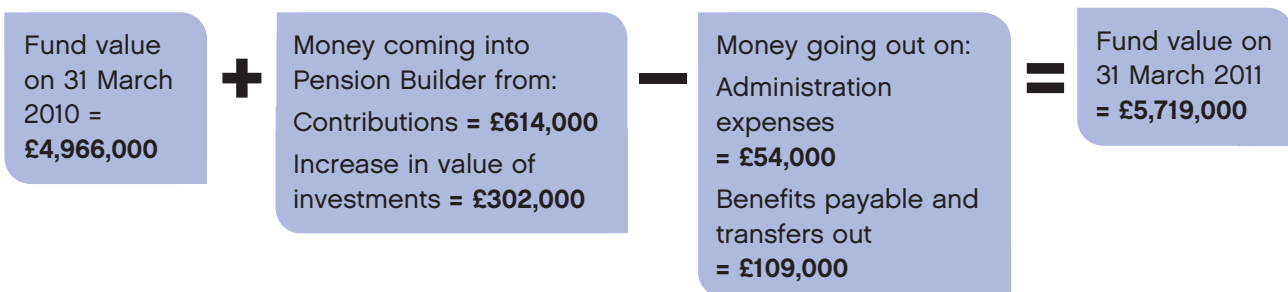 Fund value
on 31 March
2010 =
£4,966,000
+
Money coming into
Pension Builder from:
Contributions = £614,000
Increase in value of
investments = £302,000
−
Money going out on:
Administration
expenses
= £54,000
Benefits payable and
transfers out
= £109,000
=
Fund value on
31 March 2011
= £5,719,000